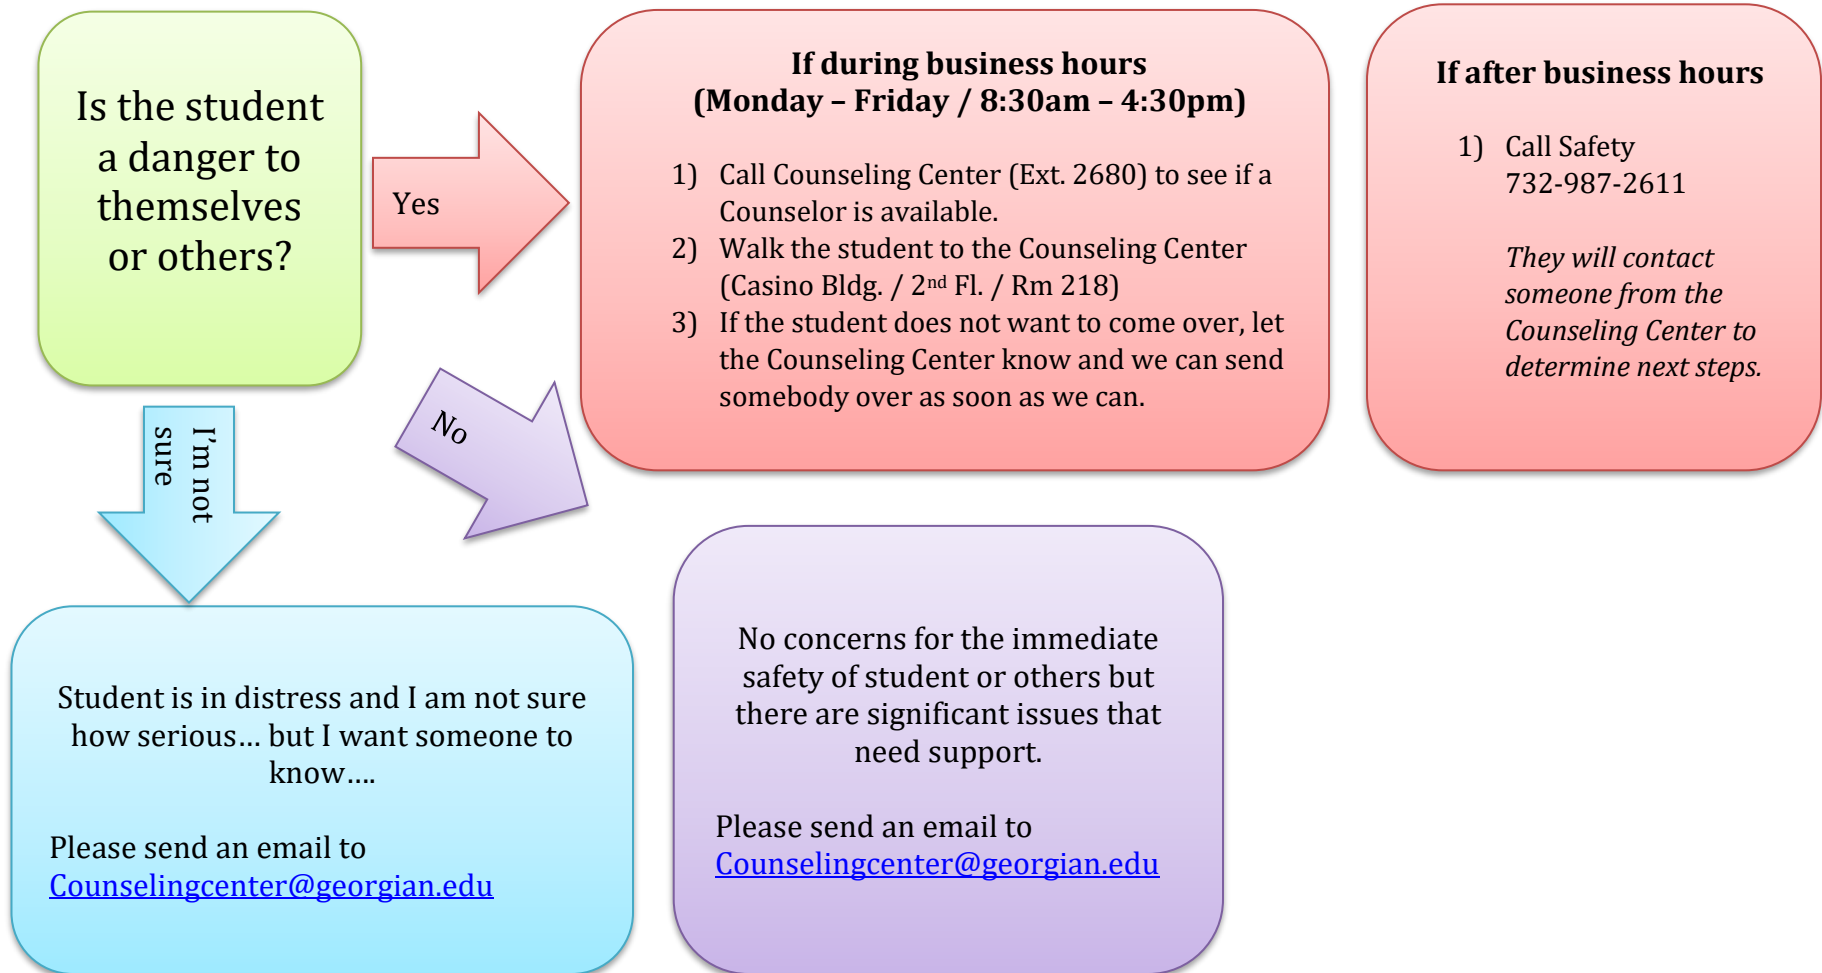 Is the student
a danger to
themselves
or others?
Yes
If during business hours
(Monday – Friday / 8:30am – 4:30pm)
1) Call Counseling Center (Ext. 2680) to see if a
Counselor is available.
2) Walk the student to the Counseling Center
(Casino Bldg. / 2nd Fl. / Rm 218)
3) If the student does not want to come over, let
the Counseling Center know and we can send
somebody over as soon as we can.
If after business hours
1) Call Safety
732-987-2611
They will contact
someone from the
Counseling Center to
determine next steps.
No
I'm not
sure
Student is in distress and I am not sure
how serious… but I want someone to
know….
Please send an email to
Counselingcenter@georgian.edu
No concerns for the immediate
safety of student or others but
there are significant issues that
need support.
Please send an email to
Counselingcenter@georgian.edu